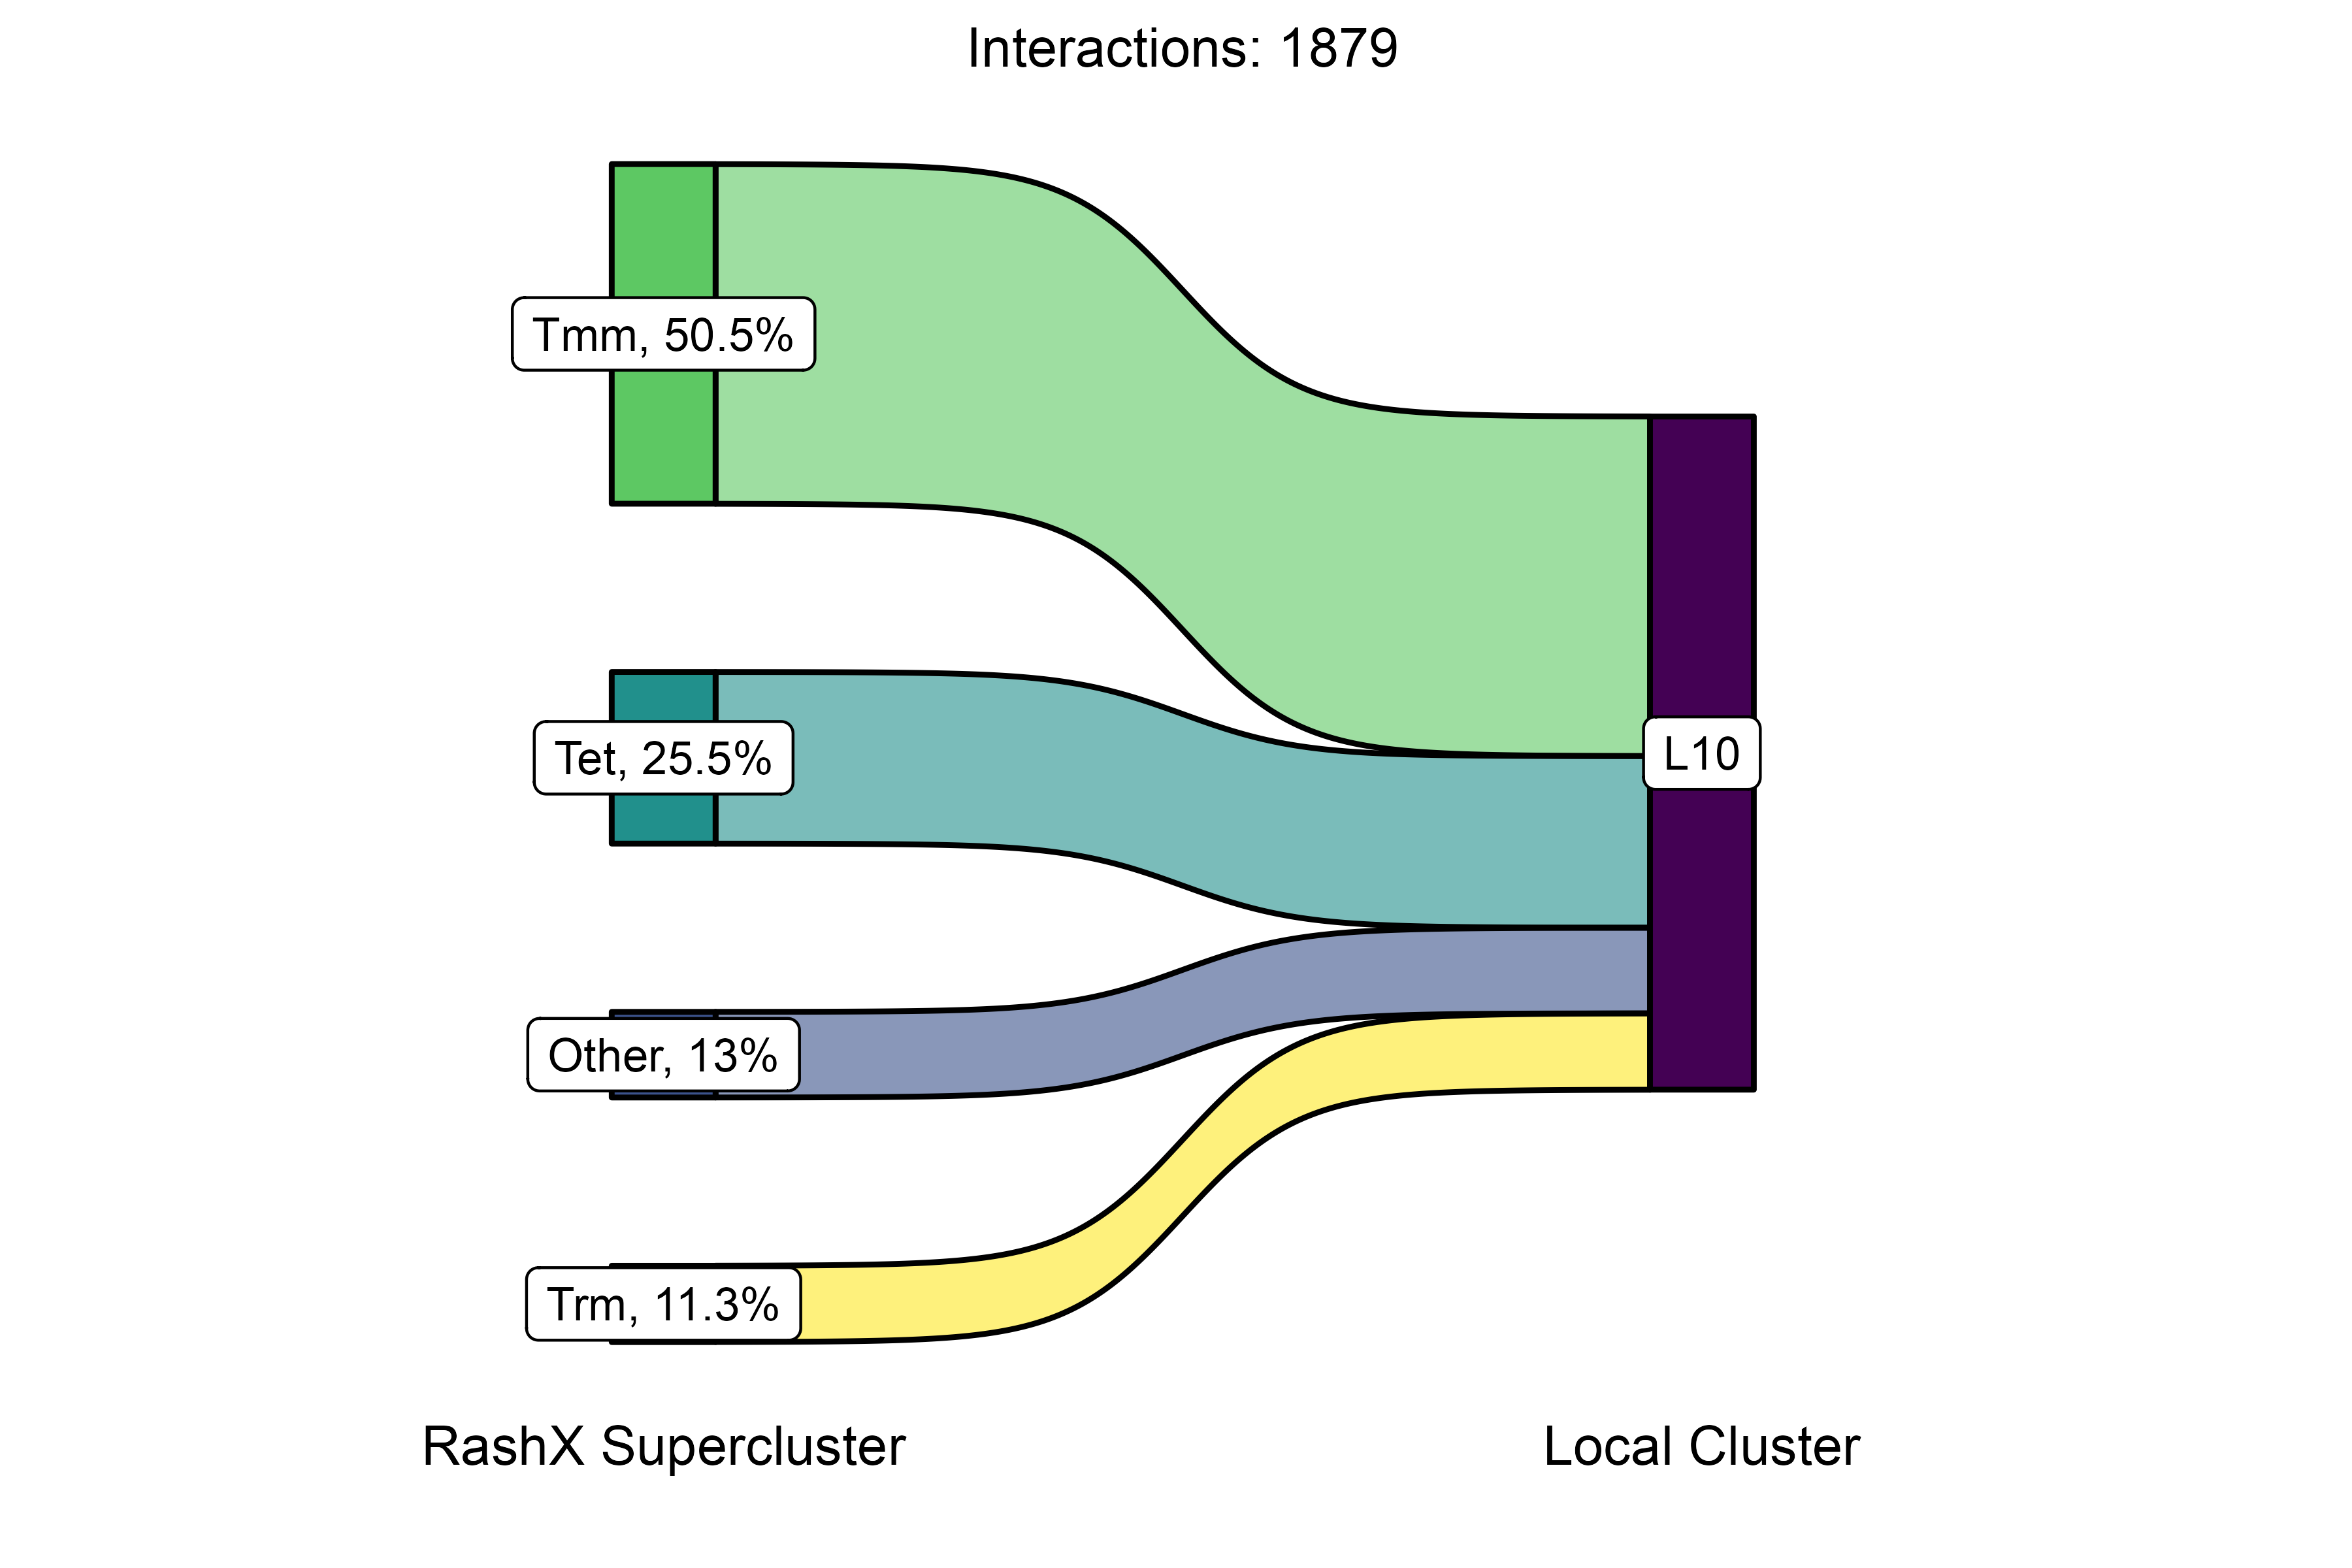 Interactions: 1879
Tmm, 50.5%
Tet, 25.5%
L10
Other, 13%
Trm, 11.3%
RashX Supercluster
Local Cluster